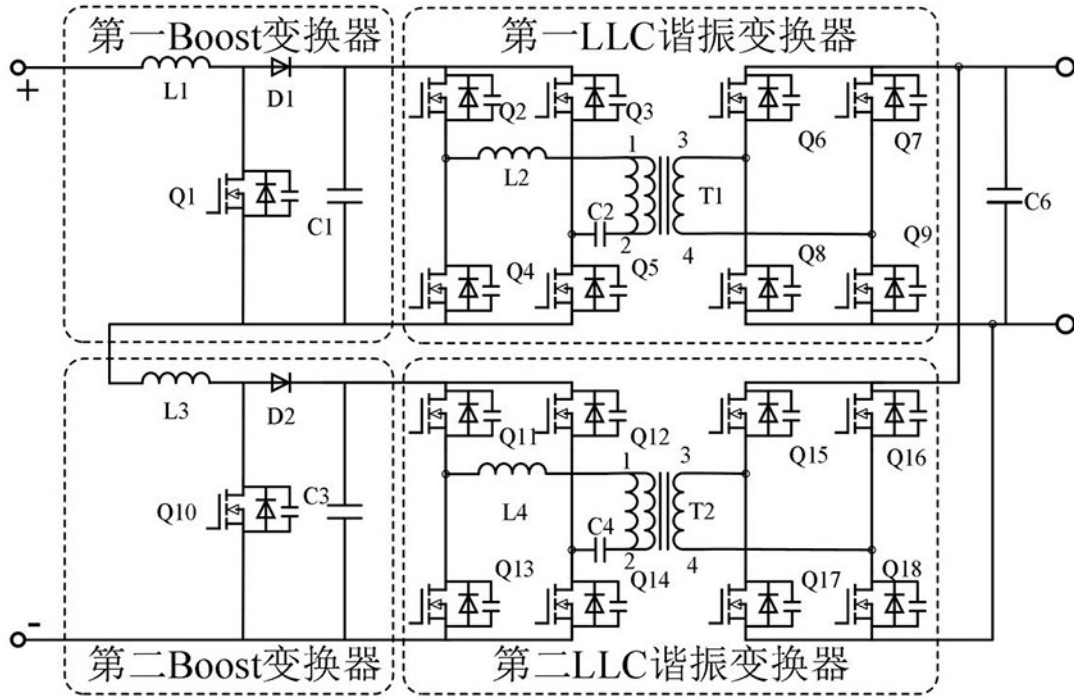 第一Boost变换器
第一LLC谐振变换器
+
L1
D1
Q2
Q3
Q6
Q7
1
3
L2
T1
Q1
C1
C2
C6
2
4
Q4
Q5
Q8
Q9
L3
D2
Q11
Q12
Q15
Q16
1
3
L4
T2
Q10
C3
C4
2
4
Q13
Q14
Q17
Q18
-
第二Boost变换器
第二LLC谐振变换器